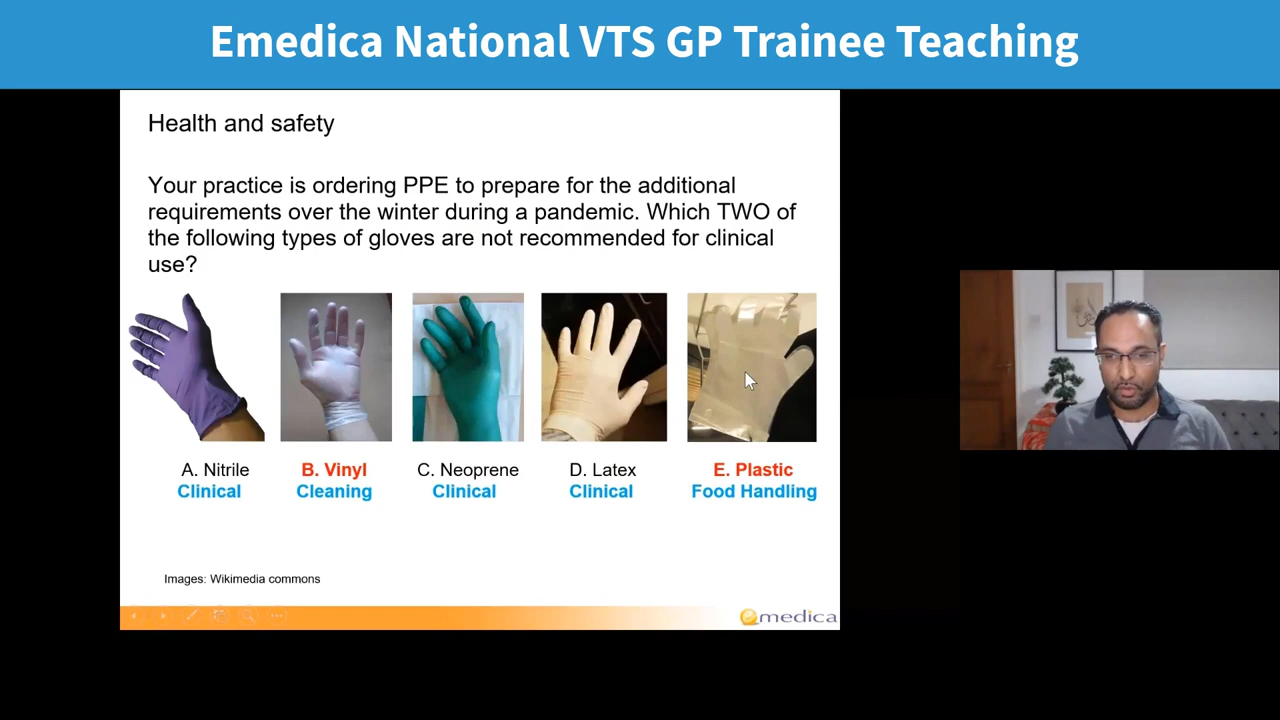 Emedica National VTS GP Trainee Teaching
Health and safety
Your practice is ordering PPE to prepare for the additional
requirements over the winter during a pandemic. Which TWO of
the following types of gloves are not recommended for clinical
use?
A. Nitrile
Clinical
B. Vinyl
Cleaning
C. Neoprene
Clinical
D. Latex
Clinical
E. Plastic
Food Handling
Images: Wikimedia commons
emedica